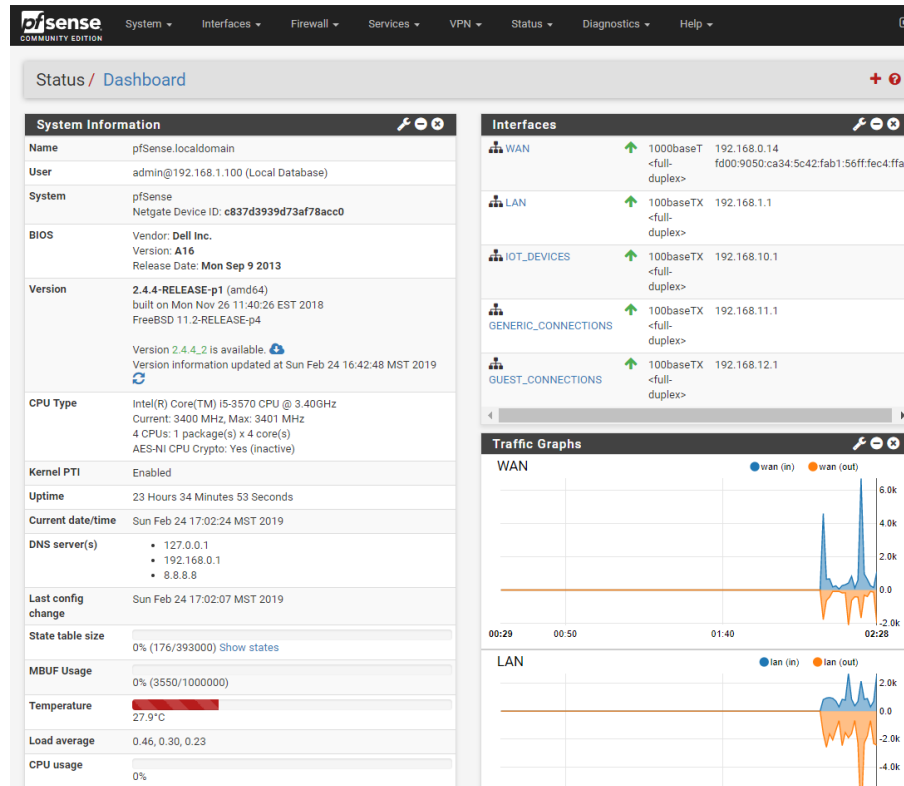 pfsense
COMMUNITY EDITION
System Interfaces Firewall Services VPN Status Diagnostics Help
Status / Dashboard
System Information
Name pfSense.localdomain
User admin@192.168.1.100 (Local Database)
System pfSense
Netgate Device ID: c837d3939d73af78acc0
BIOS Vendor: Dell Inc.
Version: A16
Release Date: Mon Sep 9 2013
Version 2.4.4-RELEASE-p1 (amd64)
built on Mon Nov 26 11:40:26 EST 2018
FreeBSD 11.2-RELEASE-p4
Version 2.4.4_2 is available.
Version information updated at Sun Feb 24 16:42:48 MST 2019
CPU Type Intel(R) Core(TM) i5-3570 CPU @ 3.40GHz
Current: 3400 MHz, Max: 3401 MHz
4 CPUs: 1 package(s) x 4 core(s)
AES-NI CPU Crypto: Yes (inactive)
Kernel PTI Enabled
Uptime 23 Hours 34 Minutes 53 Seconds
Current date/time Sun Feb 24 17:02:24 MST 2019
DNS server(s) • 127.0.0.1
• 192.168.0.1
• 8.8.8.8
Last config Sun Feb 24 17:02:07 MST 2019
change
State table size
0% (176/393000) Show states
MBUF Usage
0% (3550/1000000)
Temperature
27.9°C
Load average 0.46, 0.30, 0.23
CPU usage
0%
Interfaces
WAN 1000baseT 192.168.0.14
<full- fd00:9050:ca34:5c42:fab1:56ff:fec4:ffa
duplex>
LAN 100baseTX 192.168.1.1
<full-
duplex>
IOT_DEVICES 100baseTX 192.168.10.1
<full-
duplex>
100baseTX 192.168.11.1
GENERIC_CONNECTIONS <full-
duplex>
100baseTX 192.168.12.1
GUEST_CONNECTIONS <full-
duplex>
Traffic Graphs
WAN
wan (in) wan (out)
6.0k
4.0k
2.0k
0.0
-2.0k
00:29 00:50 01:40 02:28
LAN
lan (in) lan (out)
2.0k
0.0
-2.0k
-4.0k